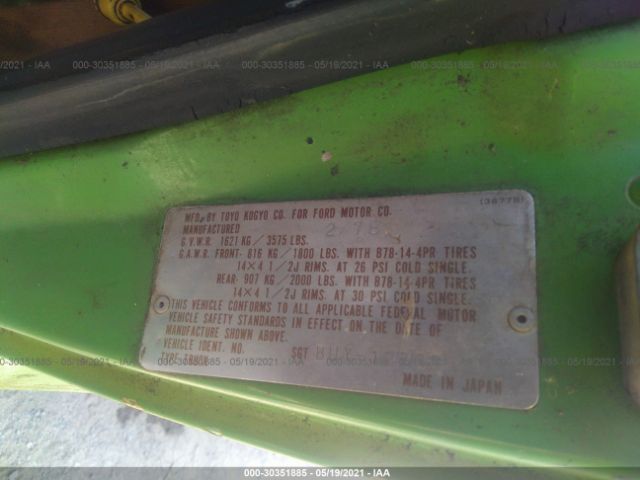 000-30351885 - 05/19/2021 - IAA
(3877B)
MFD. BY TOYO KOGYO CO. FOR FORD MOTOR CO.
MANUFACTURED
G.V.W.R. 1621 KG/3575 LBS.
G.A.W.R. FRONT- 816 KG/1800 LBS. WITH B78-14-4PR TIRES
14×4 1/2J RIMS. AT 26 PSI COLD SINGLE.
REAR- 907 KG/2000 LBS. WITH B78-14-4PR TIRES
14×4 1/2J RIMS. AT 30 PSI COLD SINGLE.
THIS VEHICLE CONFORMS TO ALL APPLICABLE FEDERAL MOTOR
VEHICLE SAFETY STANDARDS IN EFFECT ON THE DATE OF
MANUFACTURE SHOWN ABOVE.
VEHICLE IDENT. NO. SGT
TYPE TRUCK
MADE IN JAPAN
000-30351885 - 05/19/2021 - IAA